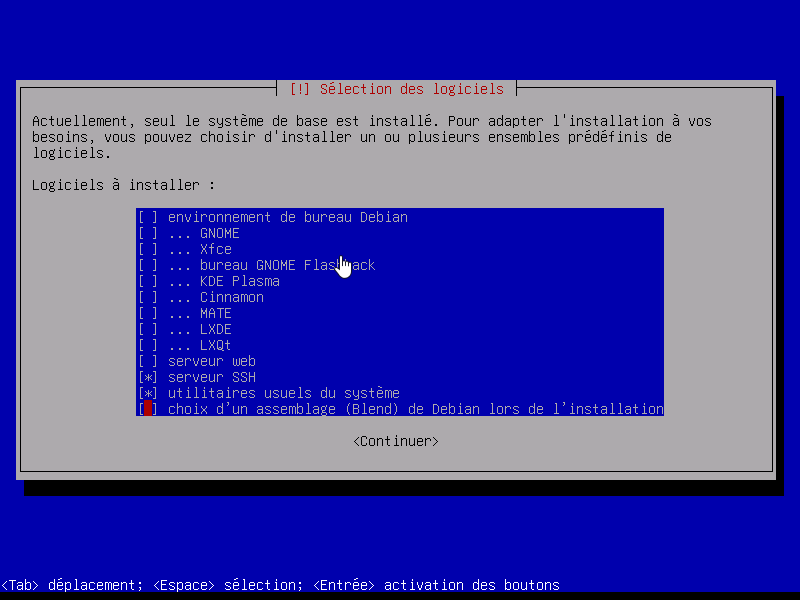 [!] Sélection des logiciels
Actuellement, seul le système de base est installé. Pour adapter l'installation à vos
besoins, vous pouvez choisir d'installer un ou plusieurs ensembles prédéfinis de
logiciels.
Logiciels à installer :
[ ] environnement de bureau Debian
[ ] ... GNOME
[ ] ... Xfce
[ ] ... bureau GNOME Flashback
[ ] ... KDE Plasma
[ ] ... Cinnamon
[ ] ... MATE
[ ] ... LXDE
[ ] ... LXQt
[ ] serveur web
[*] serveur SSH
[*] utilitaires usuels du système
[ ] choix d’un assemblage (Blend) de Debian lors de l’installation
<Continuer>
<Tab> déplacement; <Espace> sélection; <Entrée> activation des boutons